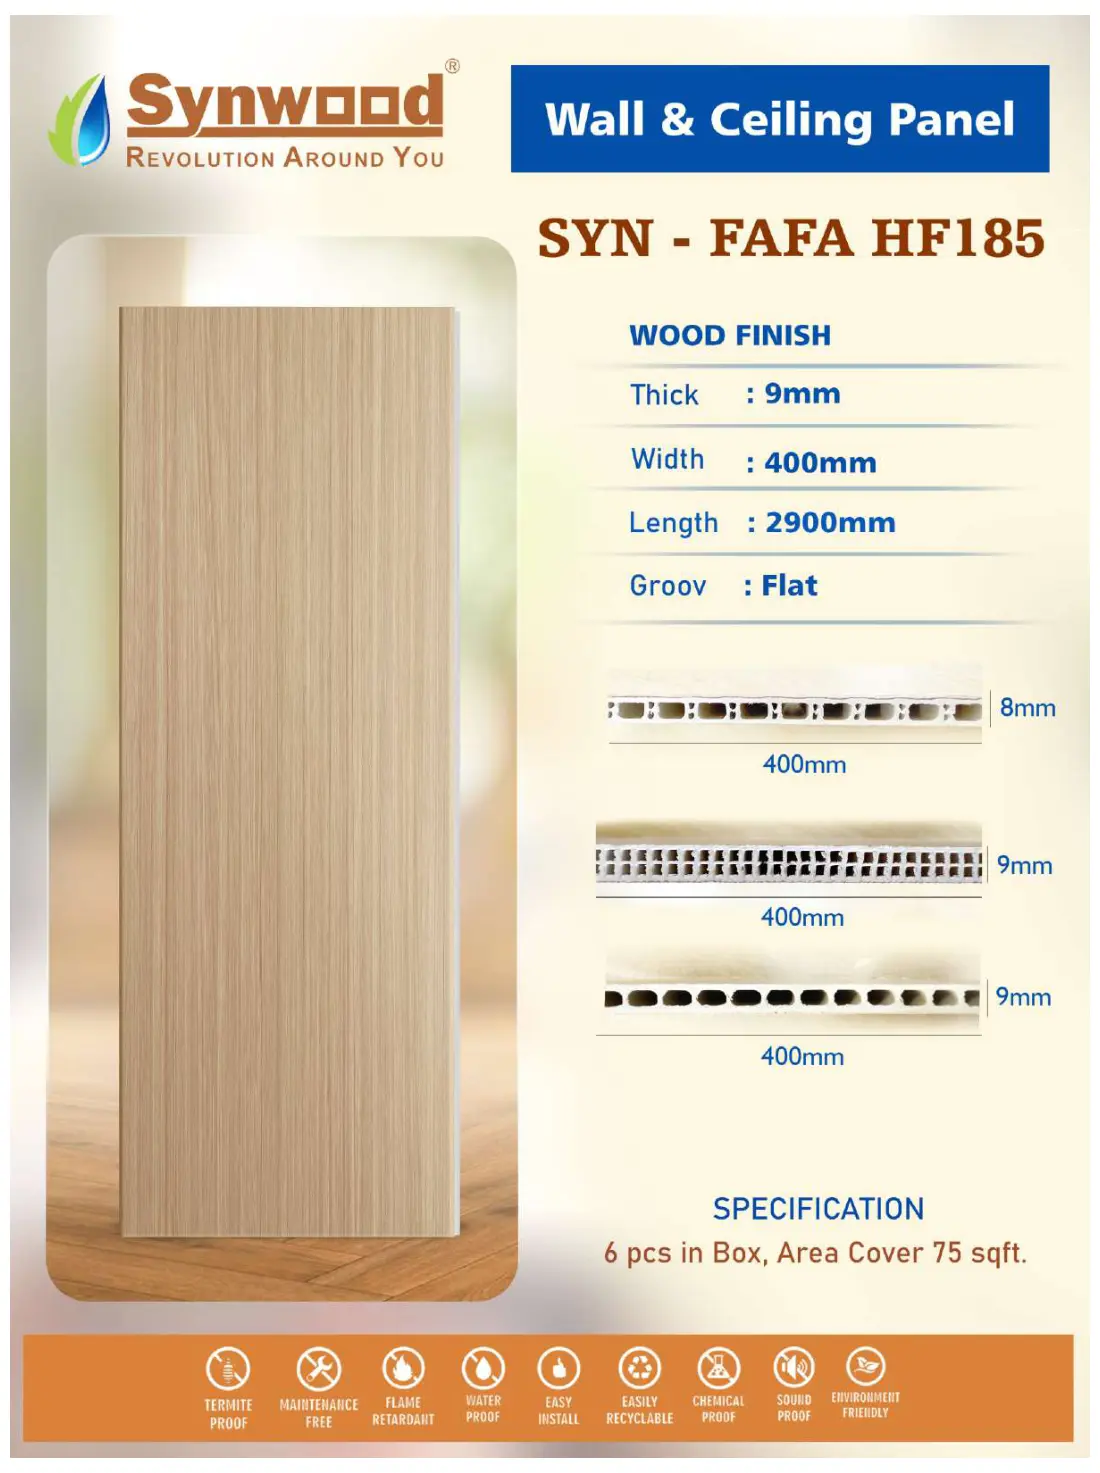 Synwood®
REVOLUTION AROUND YOU
Wall & Ceiling Panel
SYN - FAFA HF185
WOOD FINISH
Thick : 9mm
Width : 400mm
Length : 2900mm
Groov : Flat
8mm
400mm
9mm
400mm
9mm
400mm
SPECIFICATION
6 pcs in Box, Area Cover 75 sqft.
TERMITE PROOF
MAINTENANCE FREE
FLAME RETARDANT
WATER PROOF
EASY INSTALL
EASILY RECYCLABLE
CHEMICAL PROOF
SOUND PROOF
ENVIRONMENT FRIENDLY